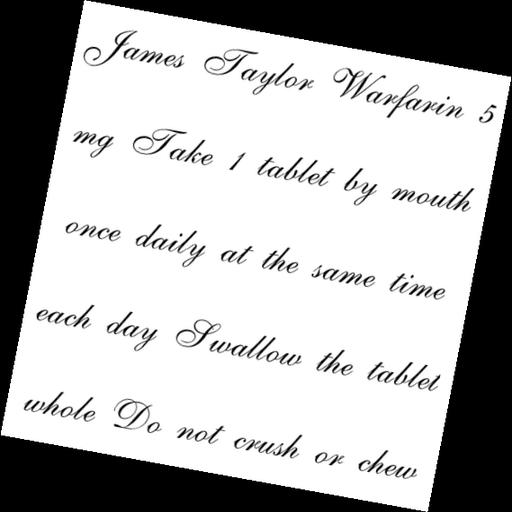 James Taylor Warfarin 5
mg Take 1 tablet by mouth
once daily at the same time
each day Swallow the tablet
whole Do not crush or chew